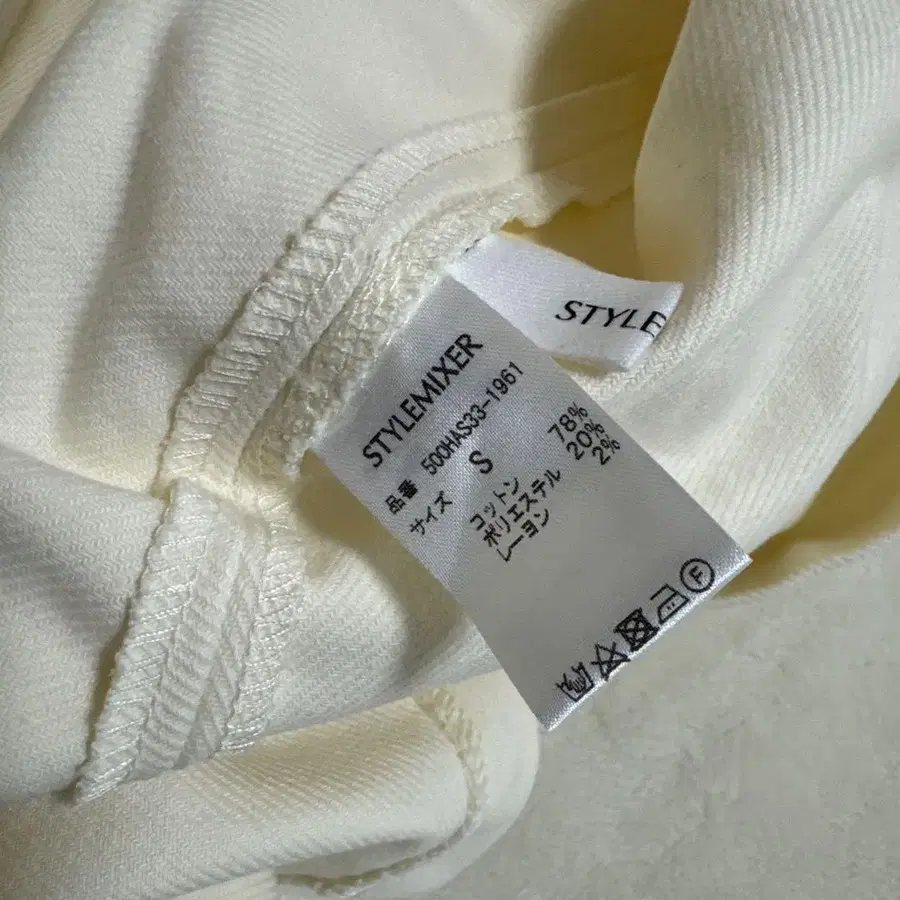 STYLE
STYLEMIXER
品番 500HAS33-1961
サイズ S
コットン 78%
ポリエステル 20%
レーヨン 2%
F